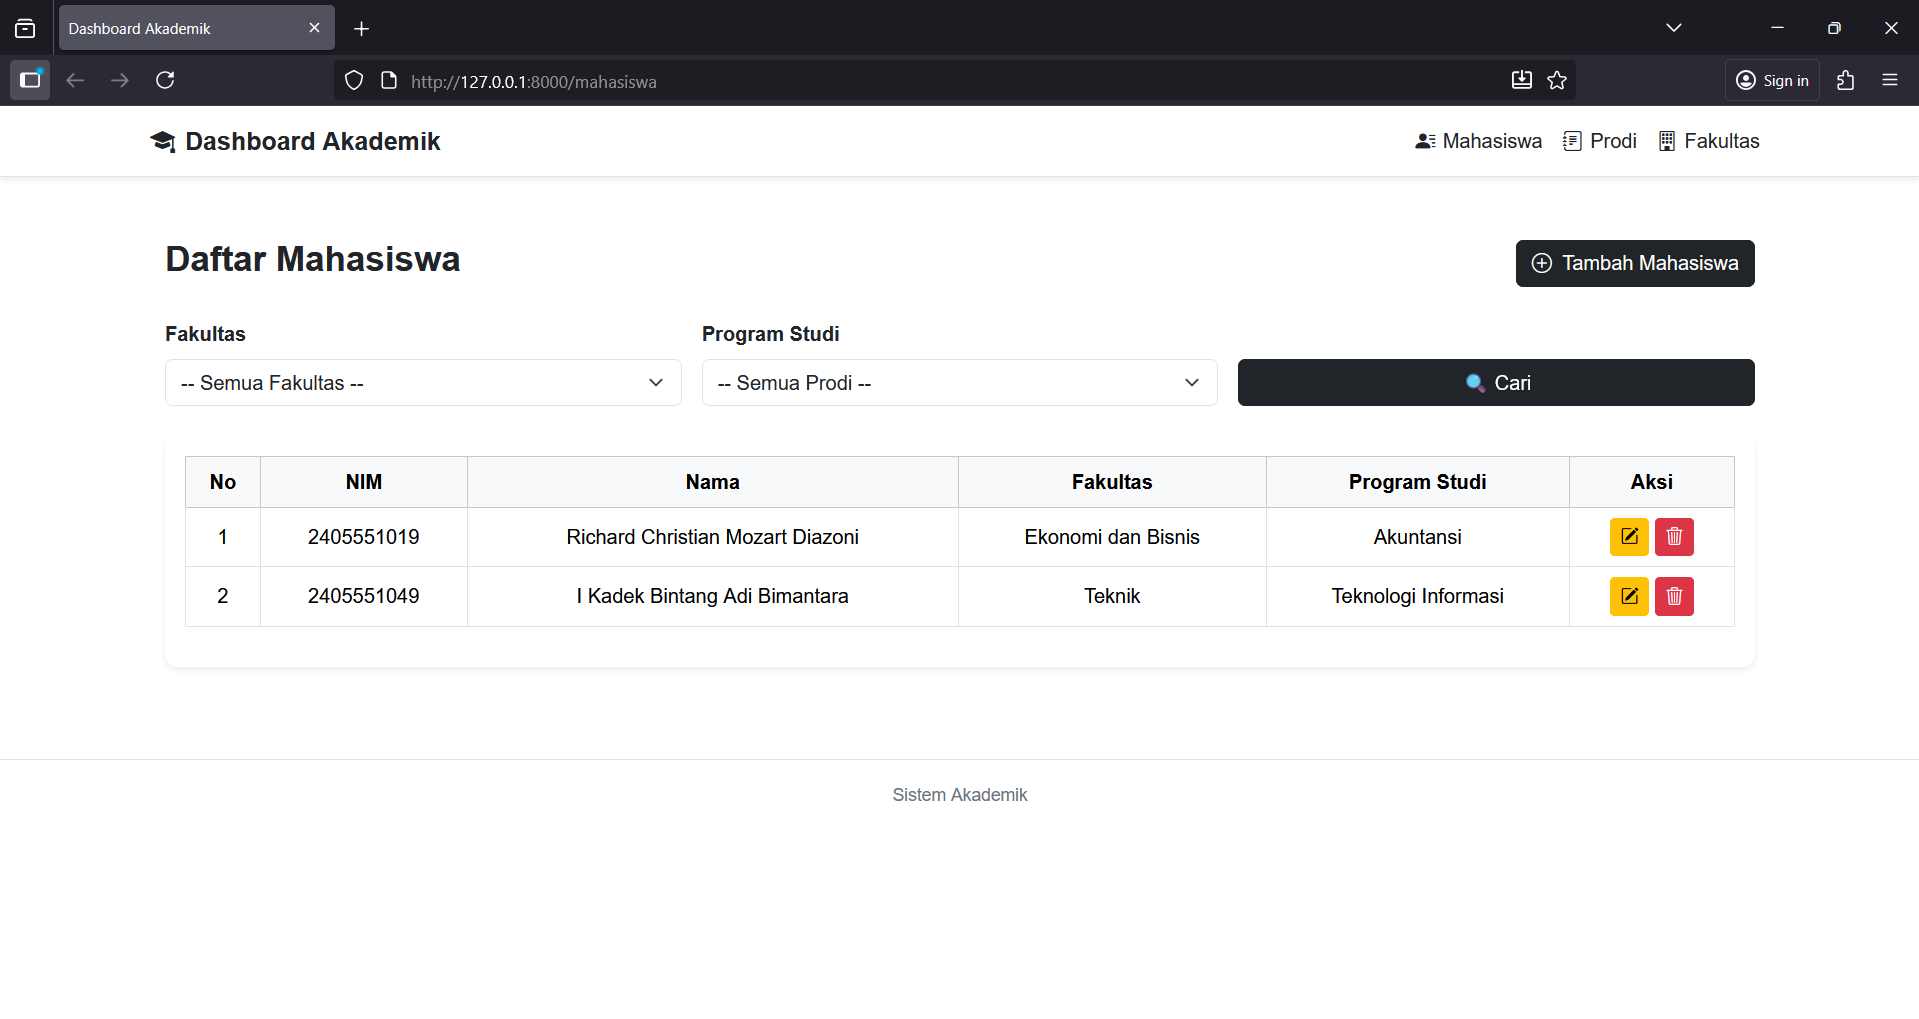 Dashboard Akademik
http://127.0.0.1:8000/mahasiswa
Sign in
Dashboard Akademik
Mahasiswa Prodi Fakultas
Daftar Mahasiswa
Tambah Mahasiswa
Fakultas Program Studi
-- Semua Fakultas -- -- Semua Prodi -- Cari
No NIM Nama Fakultas Program Studi Aksi
1 2405551019 Richard Christian Mozart Diazoni Ekonomi dan Bisnis Akuntansi
2 2405551049 I Kadek Bintang Adi Bimantara Teknik Teknologi Informasi
Sistem Akademik